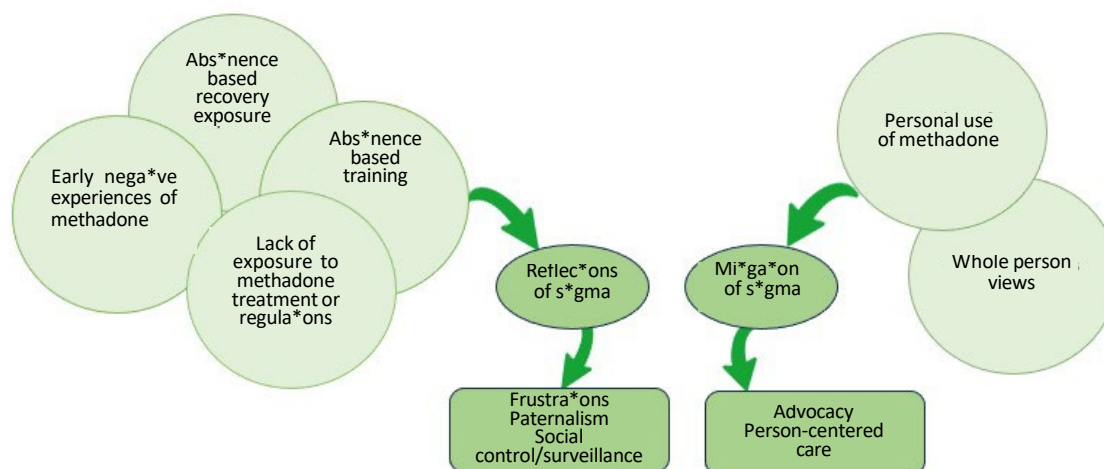 Abs*nence
based
recovery
exposure
Abs*nence
based
training
Early nega*ve
experiences of
methadone
Lack of
exposure to
methadone
treatment or
regula*ons
Personal use
of methadone
Whole person
views
Reflec*ons
of s*gma
Mi*ga*on
of s*gma
Frustra*ons
Paternalism
Social
control/surveillance
Advocacy
Person-centered
care